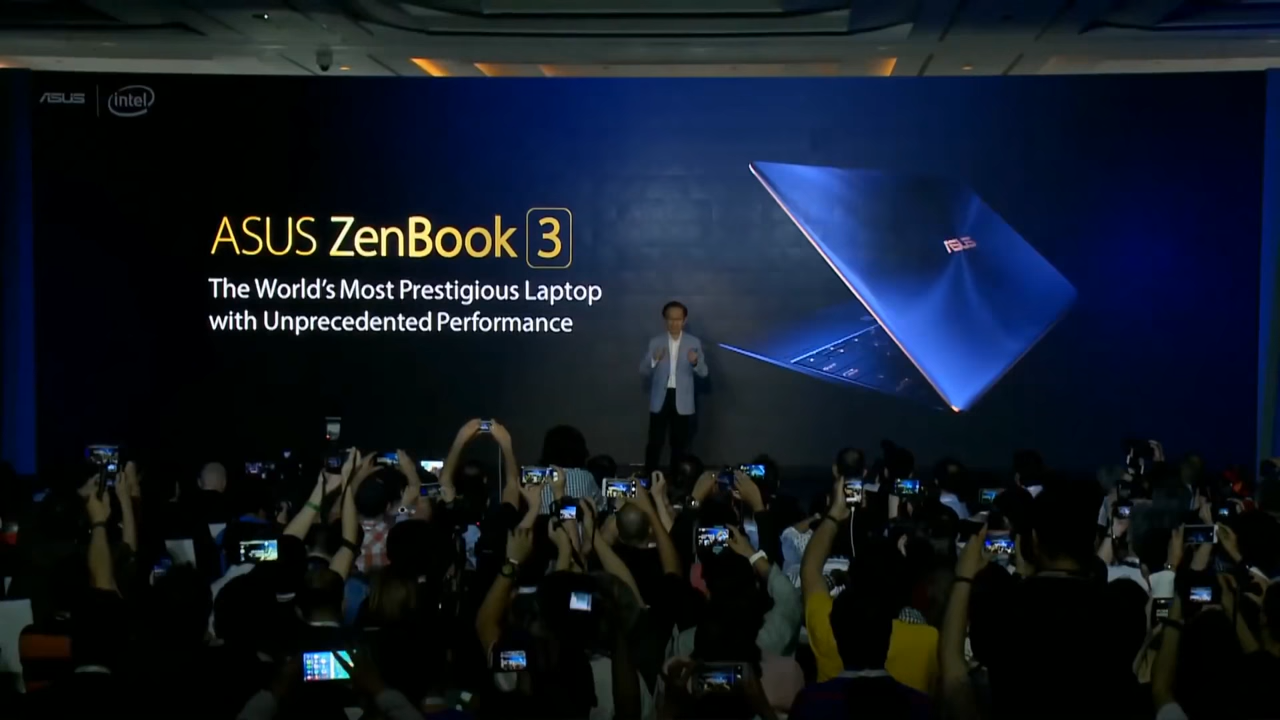 ASUS intel
ASUS ZenBook 3
The World's Most Prestigious Laptop
with Unprecedented Performance
ASUS